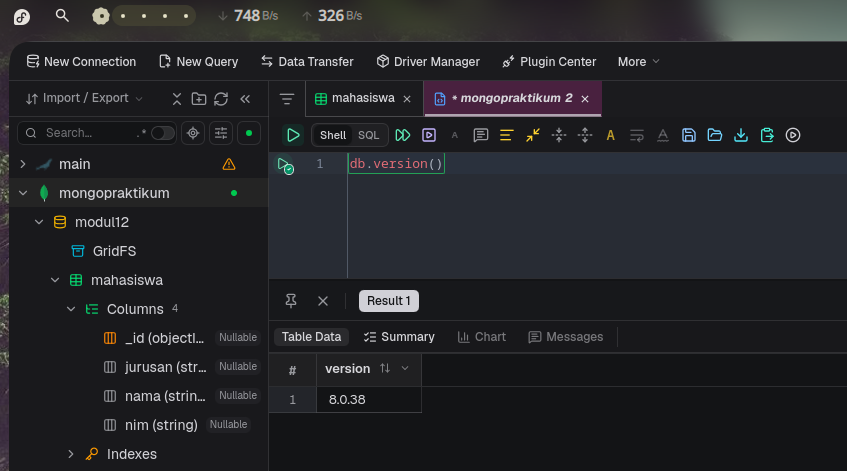 748 B/s 326 B/s
New Connection New Query Data Transfer Driver Manager Plugin Center More
Import / Export
mahasiswa
* mongopraktikum 2
Search...
.*
Shell SQL
A
A
A
main
1 db.version()
mongopraktikum
modul12
GridFS
mahasiswa
Columns 4
_id (objectI... Nullable
jurusan (str... Nullable
nama (strin... Nullable
nim (string) Nullable
Indexes
Result 1
Table Data Summary Chart Messages
# version
1 8.0.38